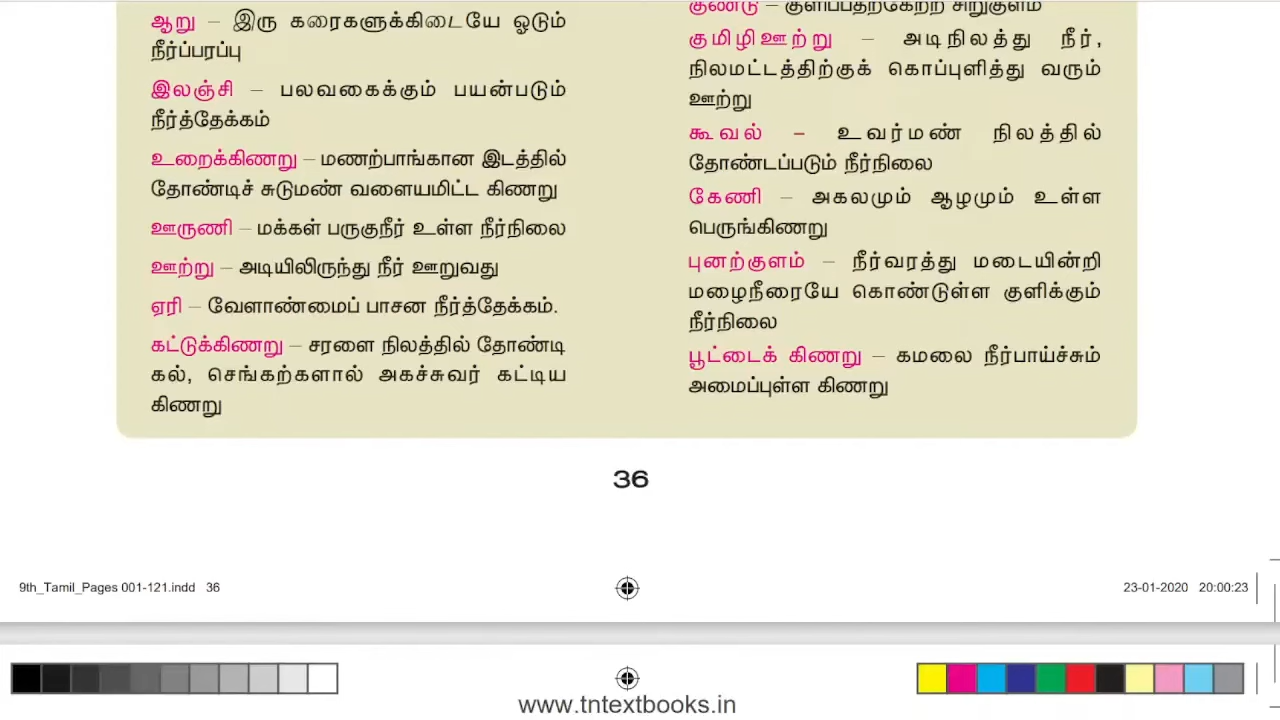 ஆறு – இரு கரைகளுக்கிடையே ஓடும்
நீர்ப்பரப்பு
இலஞ்சி – பலவகைக்கும் பயன்படும்
நீர்த்தேக்கம்
உறைக்கிணறு – மணற்பாங்கான இடத்தில்
தோண்டிச் சுடுமண் வளையமிட்ட கிணறு
ஊருணி – மக்கள் பருகுநீர் உள்ள நீர்நிலை
ஊற்று – அடியிலிருந்து நீர் ஊறுவது
ஏரி – வேளாண்மைப் பாசன நீர்த்தேக்கம்.
கட்டுக்கிணறு – சரளை நிலத்தில் தோண்டி
கல், செங்கற்களால் அகச்சுவர் கட்டிய
கிணறு
குண்டு – குளிப்பதற்கேற்ற சிறுகுளம்
குமிழிஊற்று – அடிநிலத்து நீர்,
நிலமட்டத்திற்குக் கொப்புளித்து வரும்
ஊற்று
கூவல் – உவர்மண் நிலத்தில்
தோண்டப்படும் நீர்நிலை
கேணி – அகலமும் ஆழமும் உள்ள
பெருங்கிணறு
புனற்குளம் – நீர்வரத்து மடையின்றி
மழைநீரையே கொண்டுள்ள குளிக்கும்
நீர்நிலை
பூட்டைக் கிணறு – கமலை நீர்பாய்ச்சும்
அமைப்புள்ள கிணறு
36
9th_Tamil_Pages 001-121.indd 36
23-01-2020 20:00:23
www.tntextbooks.in